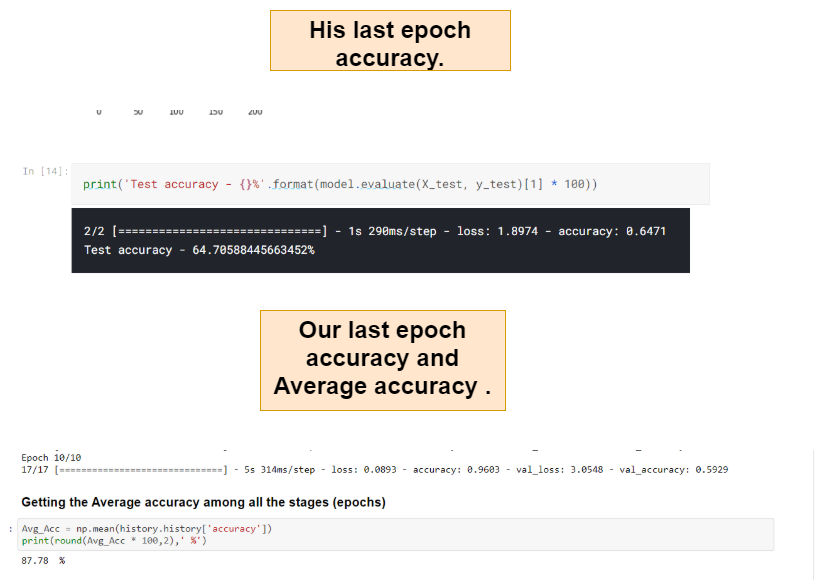 His last epoch
accuracy.
0 50 100 150 200
In [14]:
print('Test accuracy - {}%'.format(model.evaluate(X_test, y_test)[1] * 100))
2/2 [==============================] - 1s 290ms/step - loss: 1.8974 - accuracy: 0.6471
Test accuracy - 64.70588445663452%
Our last epoch
accuracy and
Average accuracy .
Epoch 10/10
17/17 [==============================] - 5s 314ms/step - loss: 0.0893 - accuracy: 0.9603 - val_loss: 3.0548 - val_accuracy: 0.5929
Getting the Average accuracy among all the stages (epochs)
: Avg_Acc = np.mean(history.history['accuracy'])
print(round(Avg_Acc * 100,2),' %')
87.78 %